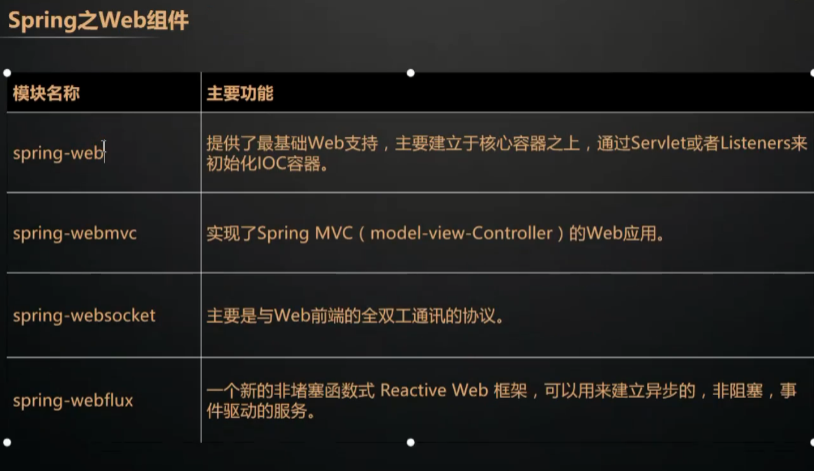 Spring之Web组件
模块名称
主要功能
spring-web
提供了最基础Web支持，主要建立于核心容器之上，通过Servlet或者Listeners来
初始化IOC容器。
spring-webmvc
实现了Spring MVC（model-view-Controller）的Web应用。
spring-websocket
主要是与Web前端的全双工通讯的协议。
spring-webflux
一个新的非堵塞函数式 Reactive Web 框架，可以用来建立异步的，非阻塞，事
件驱动的服务。